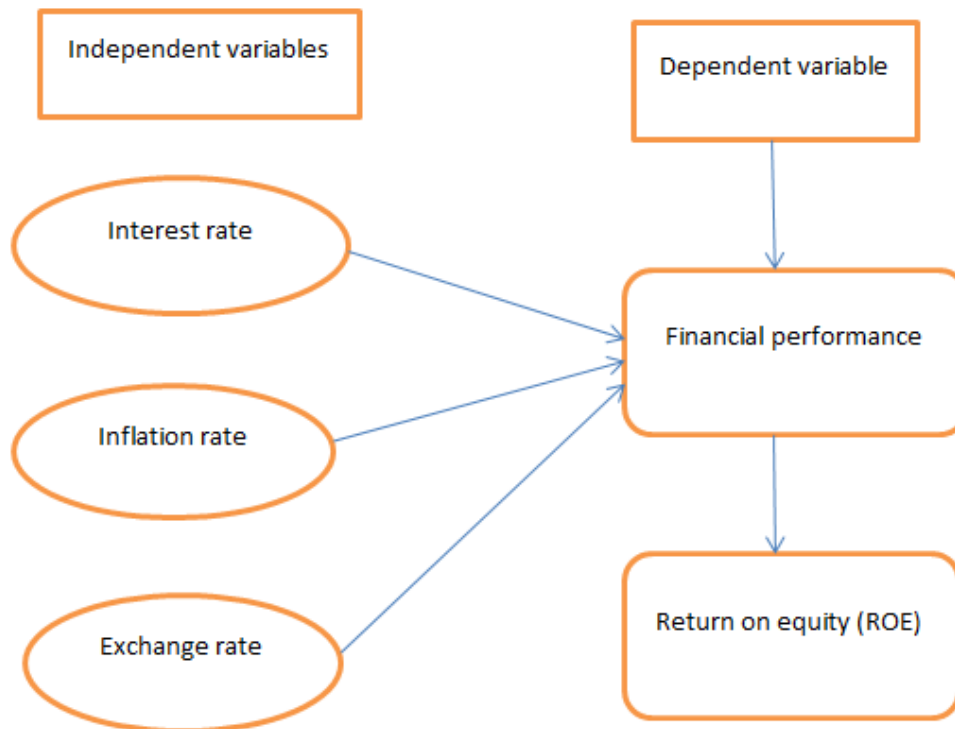 Independent variables
Dependent variable
Interest rate
Financial performance
Inflation rate
Return on equity (ROE)
Exchange rate